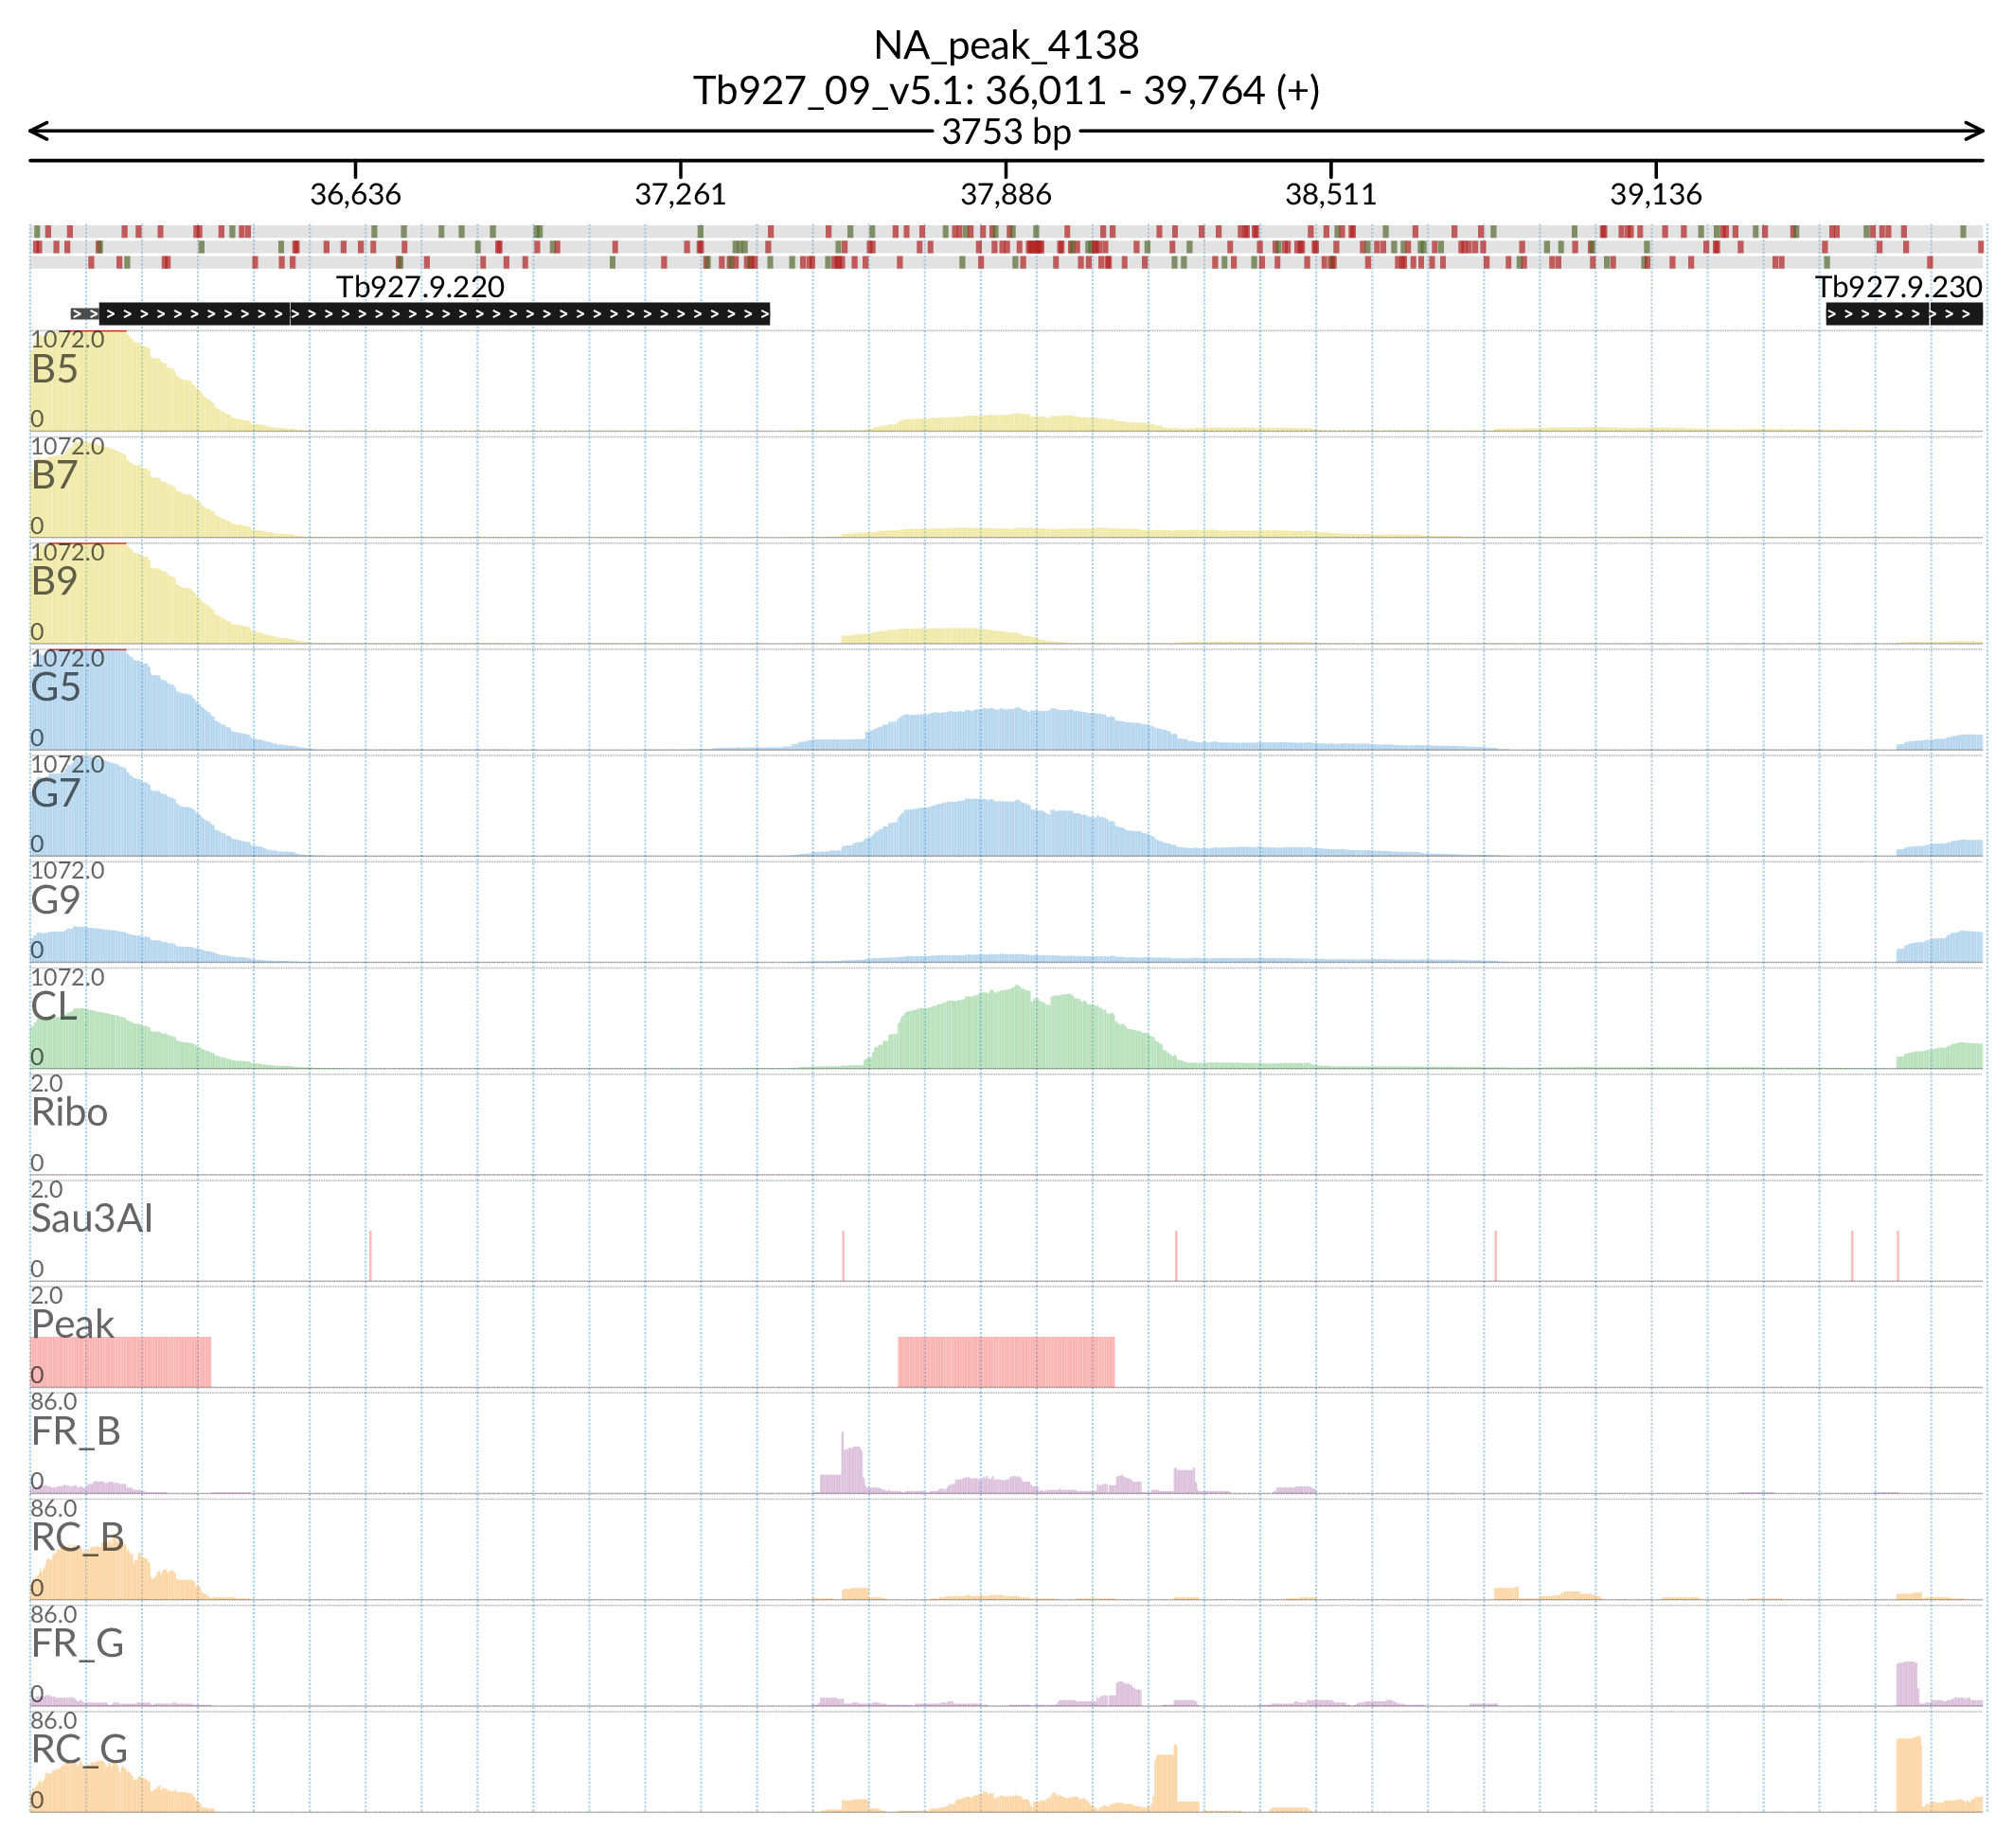 NA_peak_4138
Tb927_09_v5.1: 36,011 - 39,764 (+)
3753 bp
36,636 37,261 37,886 38,511 39,136
Tb927.9.220 Tb927.9.230
1072.0
B5
0
1072.0
B7
0
1072.0
B9
0
1072.0
G5
0
1072.0
G7
0
1072.0
G9
0
1072.0
CL
0
2.0
Ribo
0
2.0
Sau3AI
0
2.0
Peak
0
86.0
FR_B
0
86.0
RC_B
0
86.0
FR_G
0
86.0
RC_G
0